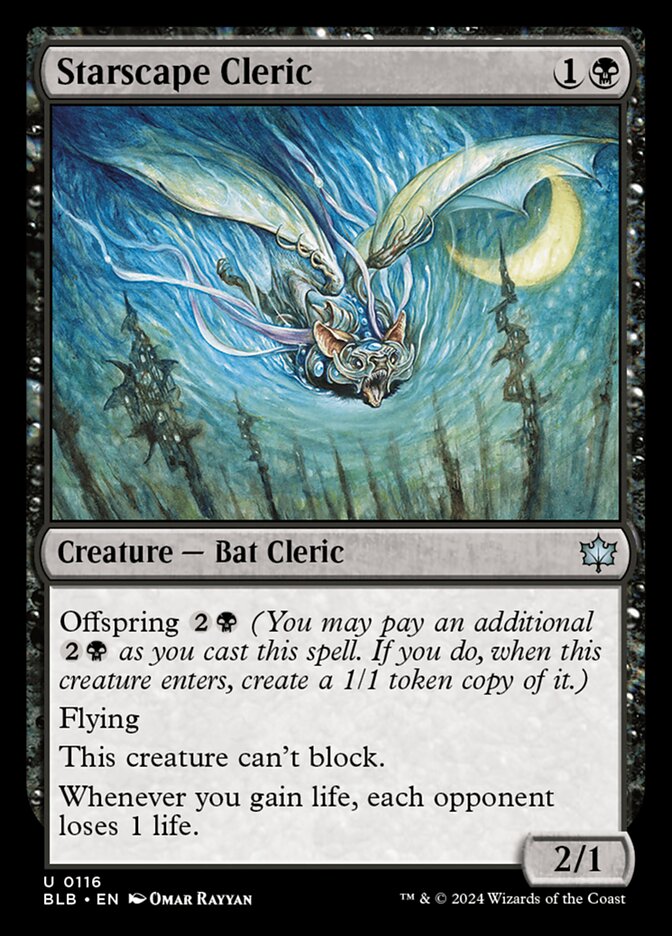 Starscape Cleric 1
Creature — Bat Cleric
Offspring 2 (You may pay an additional
2 as you cast this spell. If you do, when this
creature enters, create a 1/1 token copy of it.)
Flying
This creature can't block.
Whenever you gain life, each opponent
loses 1 life.
2/1
U 0116
BLB • EN Omar Rayyan
™ & © 2024 Wizards of the Coast